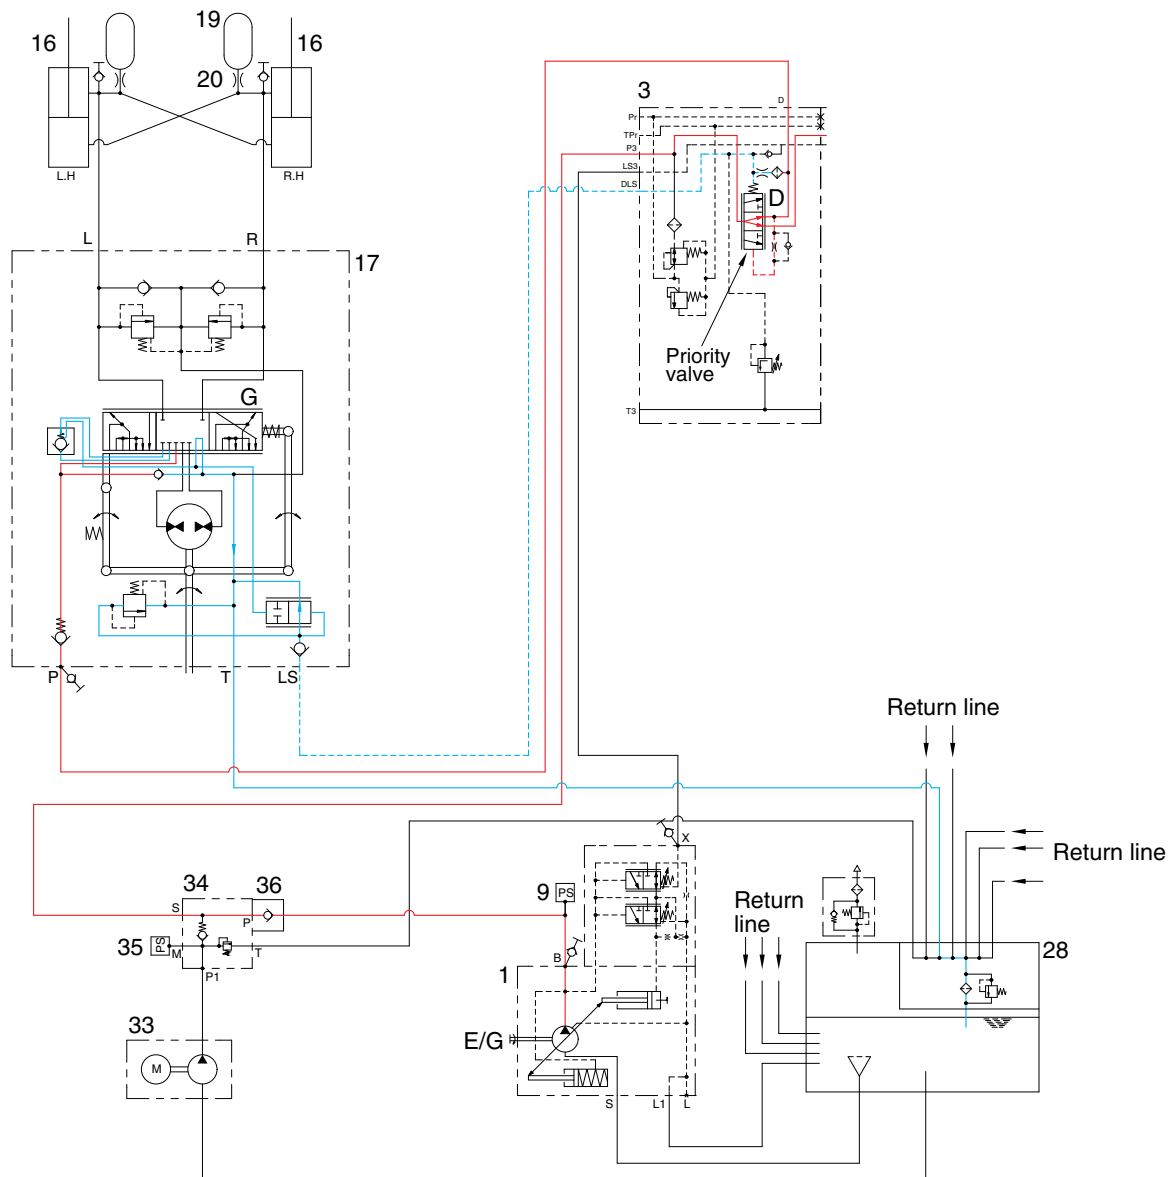 19
16
16
20
3
D
Pr
TPr
P3
LS3
DLS
D
L.H
R.H
L
R
17
Priority
valve
G
T3
P
T
LS
Return line
X
Return line
34
36
9
PS
Return
line
S
P
35
PS
M
T
B
28
P1
1
33
E/G
M
S
L1
L